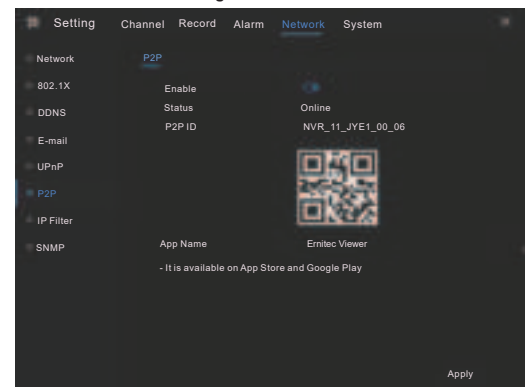 Setting Channel Record Alarm Network System
Network
802.1X
DDNS
E-mail
UPnP
P2P
IP Filter
SNMP
P2P
Enable
Status Online
P2P ID NVR_11_JYE1_00_06
App Name Ernitec Viewer
- It is available on App Store and Google Play
Apply